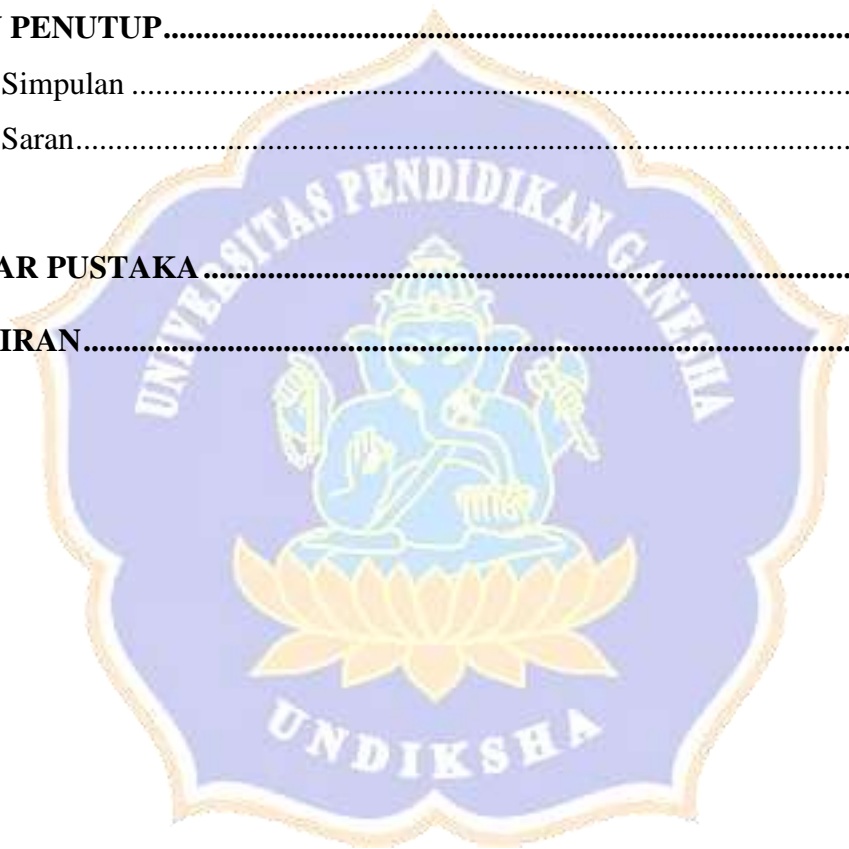 PENUTUP........................................................................................
Simpulan ..........................................................................................
Saran.................................................................................................
AR PUSTAKA.................................................................................
IRAN................................................................................................
UNIVERSITAS PENDIDIKAN GANESHA
UNDIKSHA